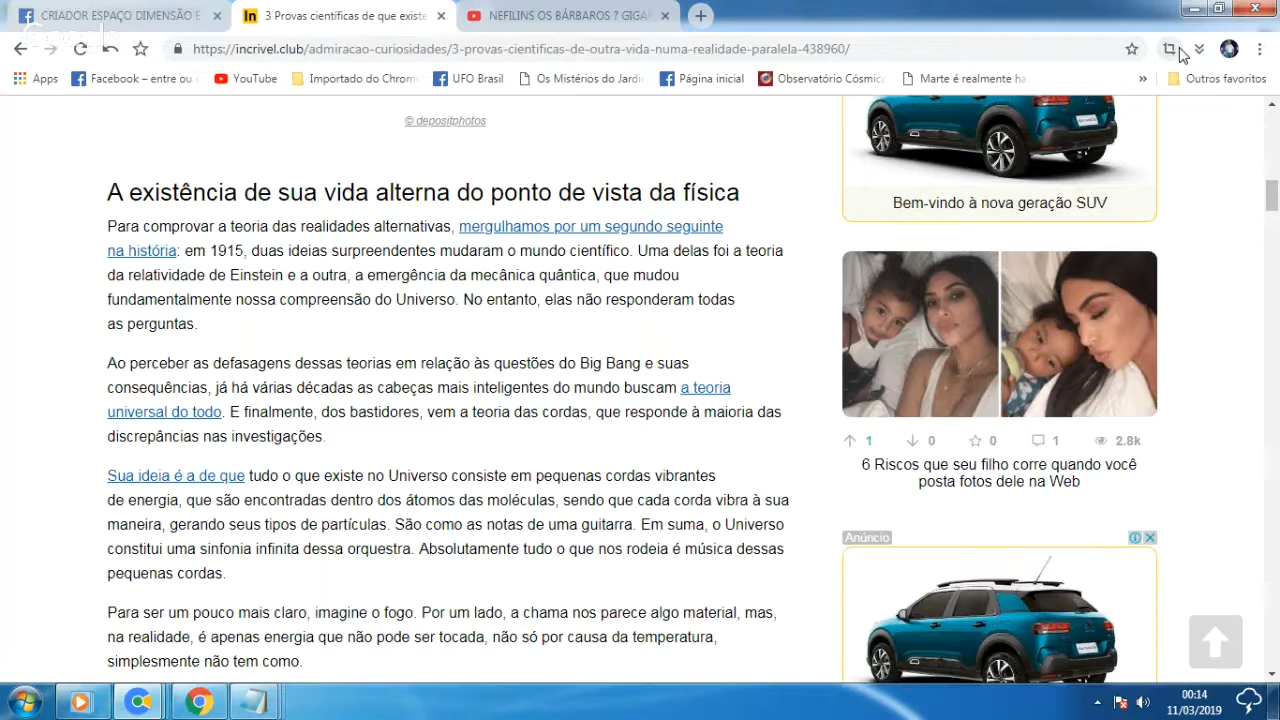 CRIADOR ESPAÇO DIMENSÃO E
3 Provas científicas de que existe
NEFILINS OS BÁRBAROS ? GIGA
https://incrivel.club/admiracao-curiosidades/3-provas-cientificas-de-outra-vida-numa-realidade-paralela-438960/
Apps
Facebook – entre ou
YouTube
Importado do Chrom
UFO Brasil
Os Mistérios do Jardi
Página inicial
Observatório Cósmic
Marte é realmente ha
»
Outros favoritos
© depositphotos
A existência de sua vida alterna do ponto de vista da física
Para comprovar a teoria das realidades alternativas, mergulhamos por um segundo seguinte
na história: em 1915, duas ideias surpreendentes mudaram o mundo científico. Uma delas foi a teoria
da relatividade de Einstein e a outra, a emergência da mecânica quântica, que mudou
fundamentalmente nossa compreensão do Universo. No entanto, elas não responderam todas
as perguntas.
Ao perceber as defasagens dessas teorias em relação às questões do Big Bang e suas
consequências, já há várias décadas as cabeças mais inteligentes do mundo buscam a teoria
universal do todo. E finalmente, dos bastidores, vem a teoria das cordas, que responde à maioria das
discrepâncias nas investigações.
Sua ideia é a de que tudo o que existe no Universo consiste em pequenas cordas vibrantes
de energia, que são encontradas dentro dos átomos das moléculas, sendo que cada corda vibra à sua
maneira, gerando seus tipos de partículas. São como as notas de uma guitarra. Em suma, o Universo
constitui uma sinfonia infinita dessa orquestra. Absolutamente tudo o que nos rodeia é música dessas
pequenas cordas.
Para ser um pouco mais claro, imagine o fogo. Por um lado, a chama nos parece algo material, mas,
na realidade, é apenas energia que não pode ser tocada, não só por causa da temperatura,
simplesmente não tem como.
Bem-vindo à nova geração SUV
1 0 0 1 2.8k
6 Riscos que seu filho corre quando você
posta fotos dele na Web
Anúncio
00:14
11/03/2019